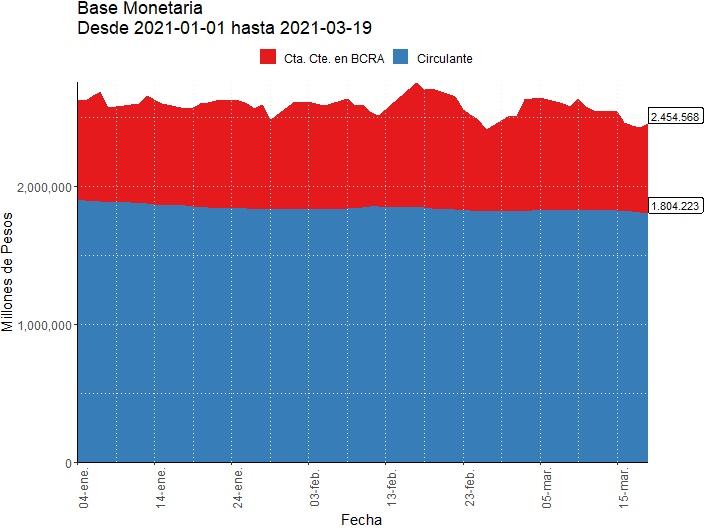 Base Monetaria
Desde 2021-01-01 hasta 2021-03-19
Cta. Cte. en BCRA
Circulante
Millones de Pesos
2,000,000
1,000,000
0
2.454.568
1.804.223
04-ene.
14-ene.
24-ene.
03-feb.
13-feb.
23-feb.
05-mar.
15-mar.
Fecha